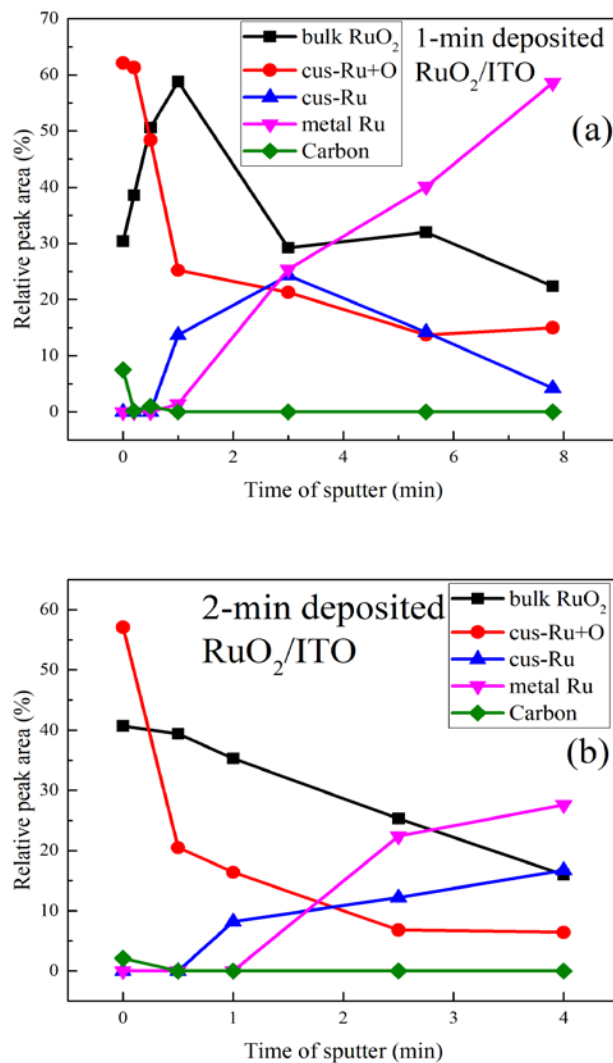 70
60
50
40
30
20
10
0
Relative peak area (%)
bulk RuO₂
cus-Ru+O
cus-Ru
metal Ru
Carbon
1-min deposited
RuO₂/ITO
(a)
0 2 4 6 8
Time of sputter (min)
60
50
40
30
20
10
0
Relative peak area (%)
2-min deposited
RuO₂/ITO
bulk RuO₂
cus-Ru+O
cus-Ru
metal Ru
Carbon
(b)
0 1 2 3 4
Time of sputter (min)